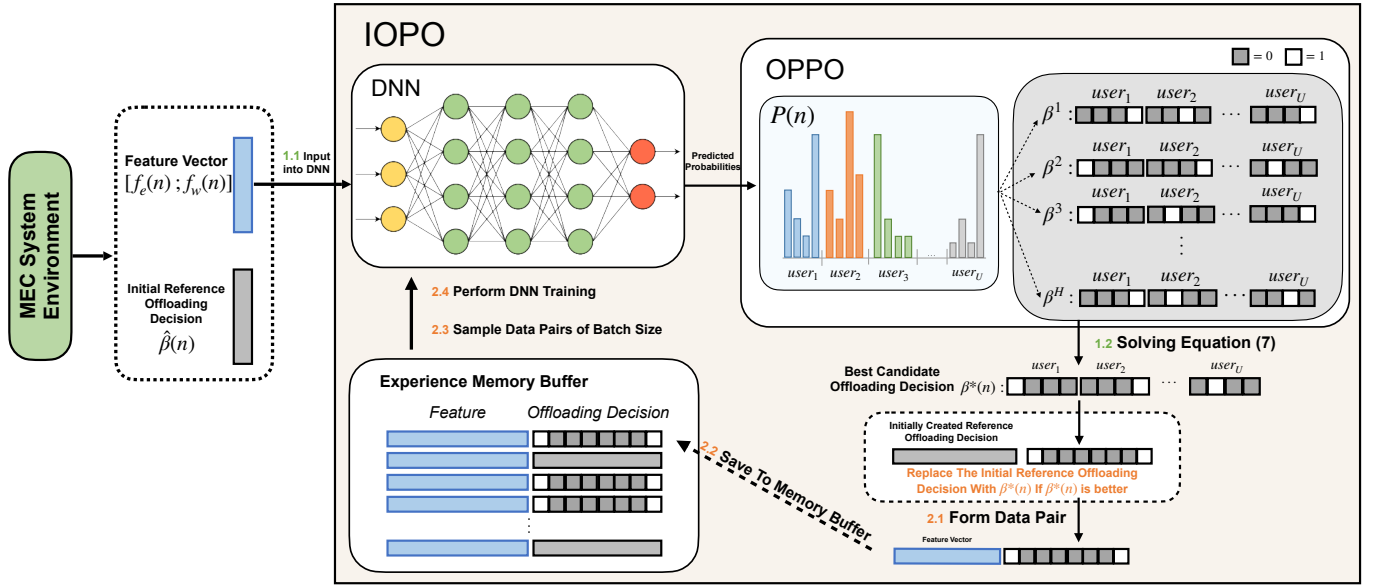 IOPO
DNN
OPPO
= 0
= 1
MEC System
Environment
Feature Vector
[f_e(n) ; f_w(n)]
Initial Reference
Offloading
Decision
β̂(n)
1.1 Input
into DNN
Predicted
Probabilities
P(n)
user_1
user_2
user_3
...
user_U
user_1
user_2
user_U
β^1 :
...
user_1
user_2
user_U
β^2 :
...
user_1
user_2
user_U
β^3 :
...
⋮
user_1
user_2
user_U
β^H :
...
1.2 Solving Equation (7)
user_1
user_2
user_U
Best Candidate
Offloading Decision β*(n) :
...
Initially Created Reference
Offloading Decision
Replace The Initial Reference Offloading
Decision With β*(n) If β*(n) is better
2.1 Form Data Pair
Feature Vector
2.2 Save To Memory Buffer
2.4 Perform DNN Training
2.3 Sample Data Pairs of Batch Size
Experience Memory Buffer
Feature
Offloading Decision
⋮